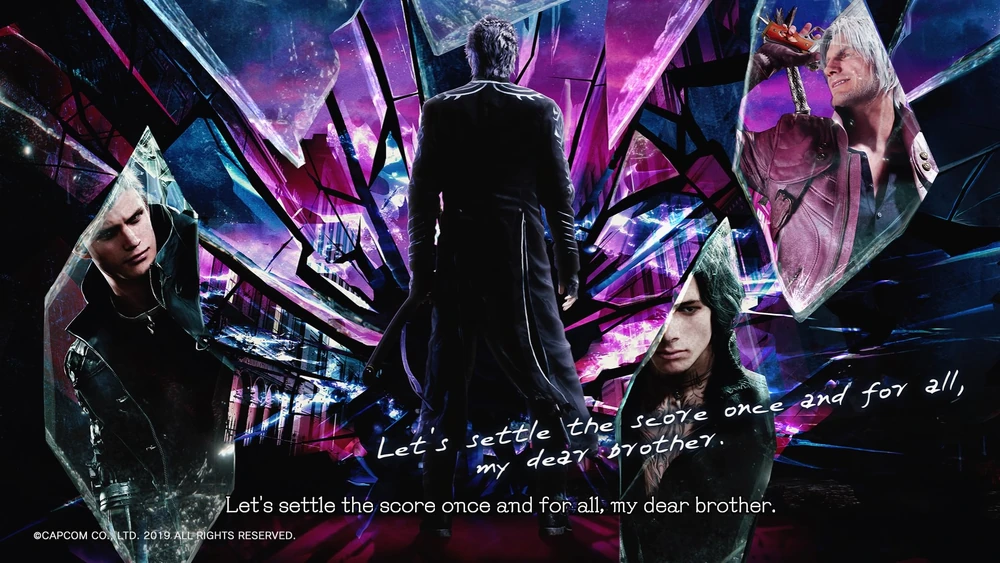 Let's settle the score once and for all,
my dear brother.
Let's settle the score once and for all, my dear brother.
©CAPCOM CO., LTD. 2019 ALL RIGHTS RESERVED.